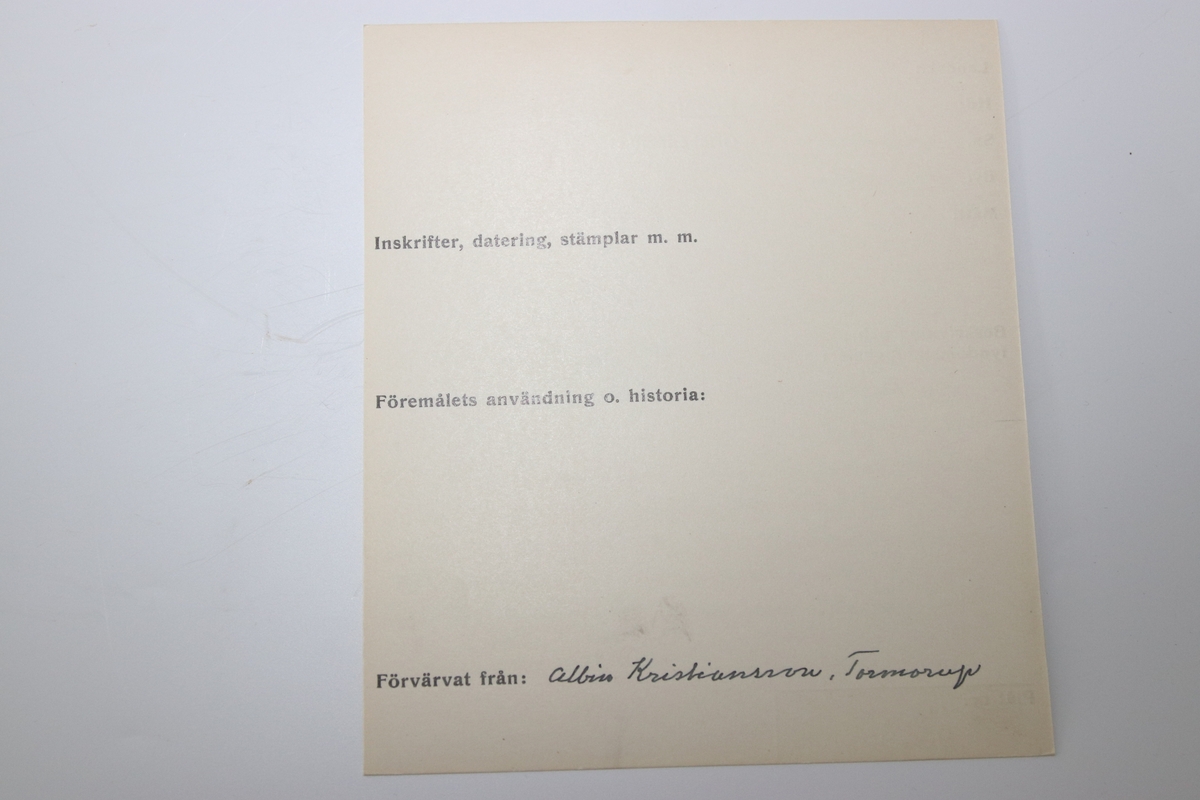 Inskrifter, datering, stämplar m. m.
Föremålets användning o. historia:
Förvärvat från: Albin Kristiansson, Tormorup